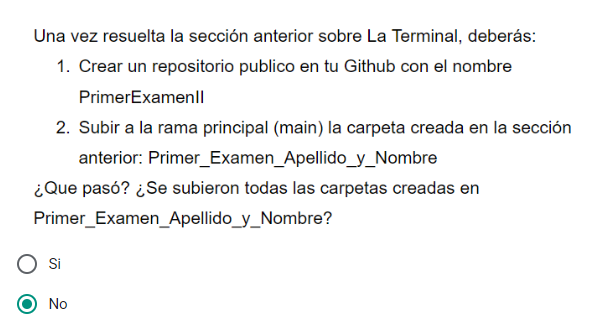 Una vez resuelta la sección anterior sobre La Terminal, deberás:
1. Crear un repositorio publico en tu Github con el nombre
PrimerExamenII
2. Subir a la rama principal (main) la carpeta creada en la sección
anterior: Primer_Examen_Apellido_y_Nombre
¿Que pasó? ¿Se subieron todas las carpetas creadas en
Primer_Examen_Apellido_y_Nombre?
Si
No